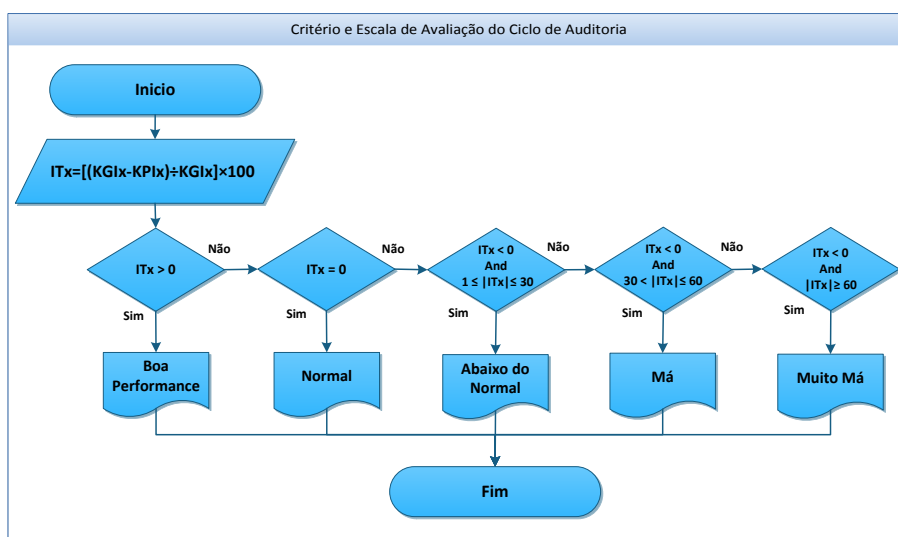 Critério e Escala de Avaliação do Ciclo de Auditoria
Inicio
ITx=[(KGIx-KPIx)÷KGIx]×100
ITx > 0
Não
ITx = 0
Não
ITx < 0
And
1 ≤ |ITx|≤ 30
Não
ITx < 0
And
30 < |ITx|≤ 60
Não
ITx < 0
And
|ITx|≥ 60
Sim
Sim
Sim
Sim
Sim
Boa
Performance
Normal
Abaixo do
Normal
Má
Muito Má
Fim